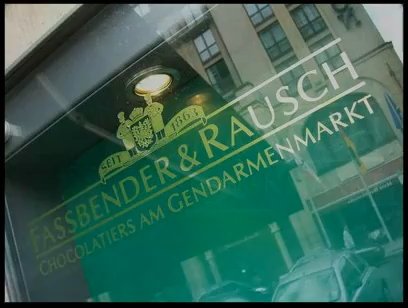 SEIT 1863
FASSBENDER & RAUSCH
CHOCOLATIERS AM GENDARMENMARKT